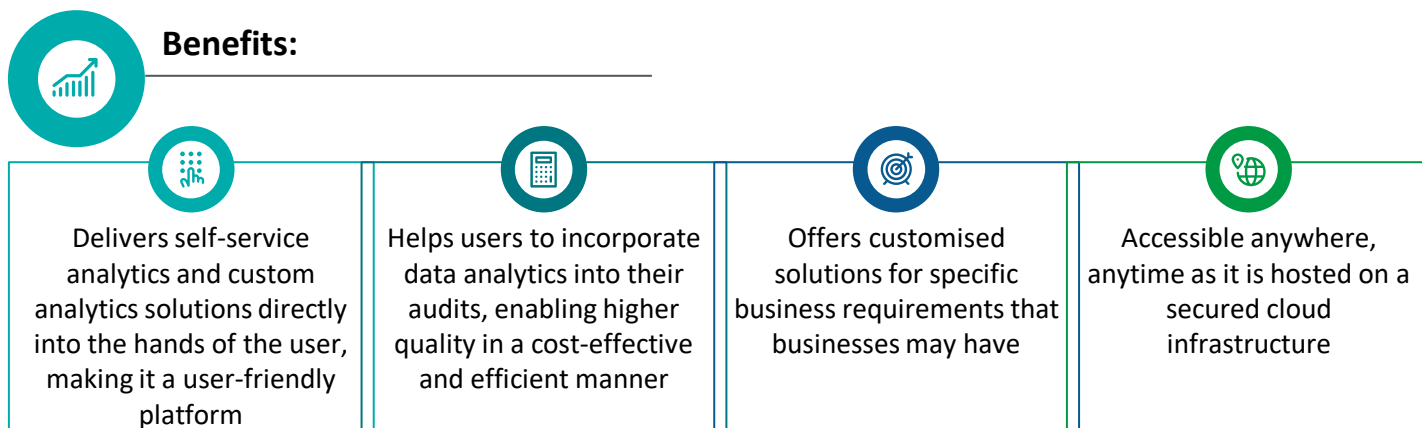 Benefits:
Delivers self-service
analytics and custom
analytics solutions directly
into the hands of the user,
making it a user-friendly
platform
Helps users to incorporate
data analytics into their
audits, enabling higher
quality in a cost-effective
and efficient manner
Offers customised
solutions for specific
business requirements that
businesses may have
Accessible anywhere,
anytime as it is hosted on a
secured cloud
infrastructure